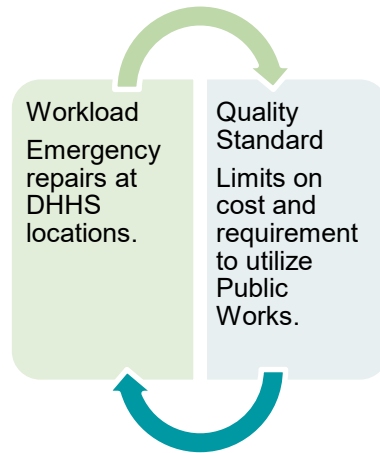 Workload
Emergency
repairs at
DHHS
locations.
Quality
Standard
Limits on
cost and
requirement
to utilize
Public
Works.